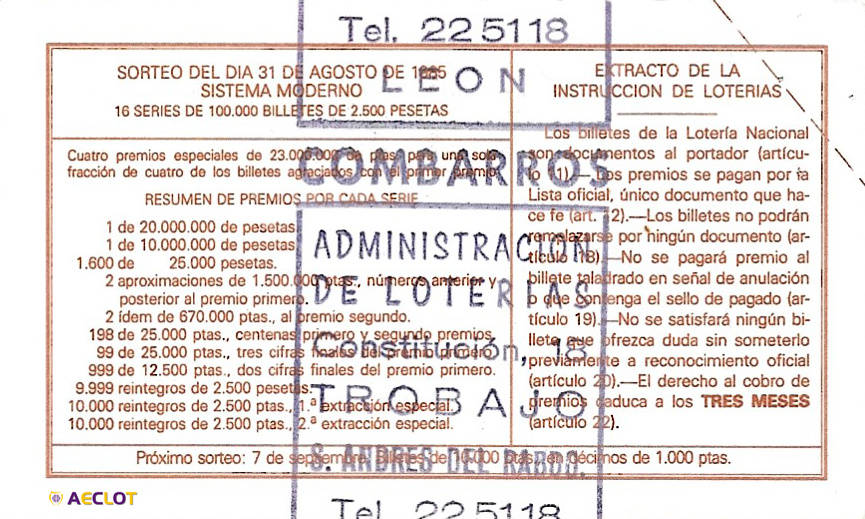 Tel. 22 5118
LEON
COMBARROS
ADMINISTRACION
DE LOTERIAS
Constitución, 18
TROBAJO
S. ANDRES DEL RABDO.
Tel. 22 5118
SORTEO DEL DIA 31 DE AGOSTO DE 1985
SISTEMA MODERNO
16 SERIES DE 100.000 BILLETES DE 2.500 PESETAS
Cuatro premios especiales de 23.000.000 de ptas. para una sola
fracción de cuatro de los billetes agraciados con el primer premio
RESUMEN DE PREMIOS POR CADA SERIE
1 de 20.000.000 de pesetas.
1 de 10.000.000 de pesetas.
1.600 de 25.000 pesetas.
2 aproximaciones de 1.500.000 ptas., números anterior y
posterior al premio primero.
2 ídem de 670.000 ptas., al premio segundo.
198 de 25.000 ptas., centenas primero y segundo premios.
99 de 25.000 ptas., tres cifras finales del premio primero.
999 de 12.500 ptas., dos cifras finales del premio primero.
9.999 reintegros de 2.500 pesetas.
10.000 reintegros de 2.500 ptas., 1.ª extracción especial.
10.000 reintegros de 2.500 ptas., 2.ª extracción especial.
EXTRACTO DE LA
INSTRUCCION DE LOTERIAS
Los billetes de la Lotería Nacional
son documentos al portador (artícu-
lo 11).—Los premios se pagan por la
Lista oficial, único documento que ha-
ce fe (art. 12).—Los billetes no podrán
remplazarse por ningún documento (ar-
tículo 18).—No se pagará premio al
billete taladrado en señal de anulación
o que contenga el sello de pagado (ar-
tículo 19).—No se satisfará ningún bi-
llete que ofrezca duda sin someterlo
previamente a reconocimiento oficial
(artículo 20).—El derecho al cobro de
premios caduca a los TRES MESES
(artículo 22).
Próximo sorteo: 7 de septiembre. Billetes de 10.000 ptas., en décimos de 1.000 ptas.
AECLOT